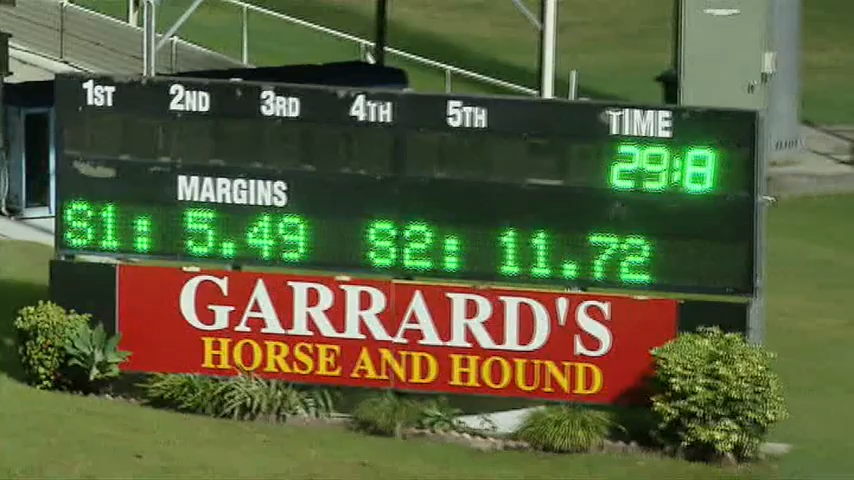 1ST 2ND 3RD 4TH 5TH TIME
29:8
MARGINS
S1: 5.49 S2: 11.72
GARRARD'S
HORSE AND HOUND